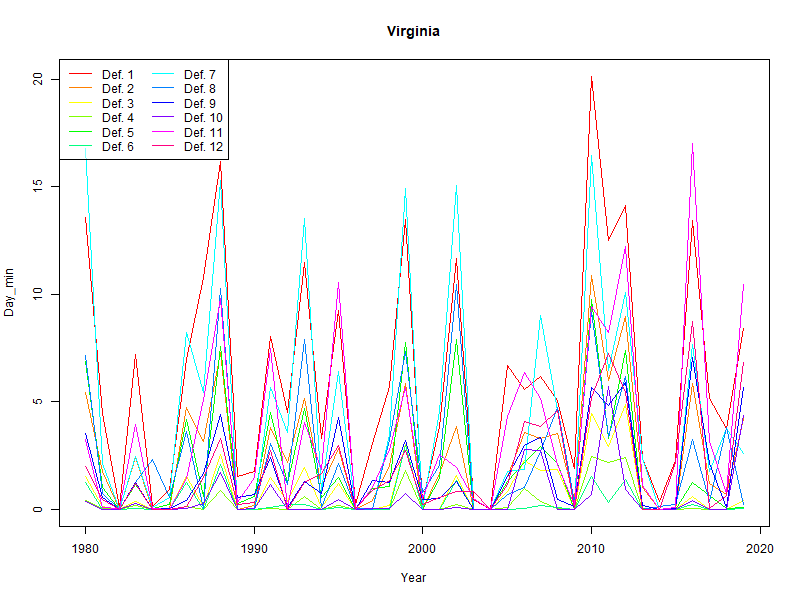 Virginia
Def. 1 Def. 7
Def. 2 Def. 8
Def. 3 Def. 9
Def. 4 Def. 10
Def. 5 Def. 11
Def. 6 Def. 12
20
15
10
5
0
Day_min
1980 1990 2000 2010 2020
Year